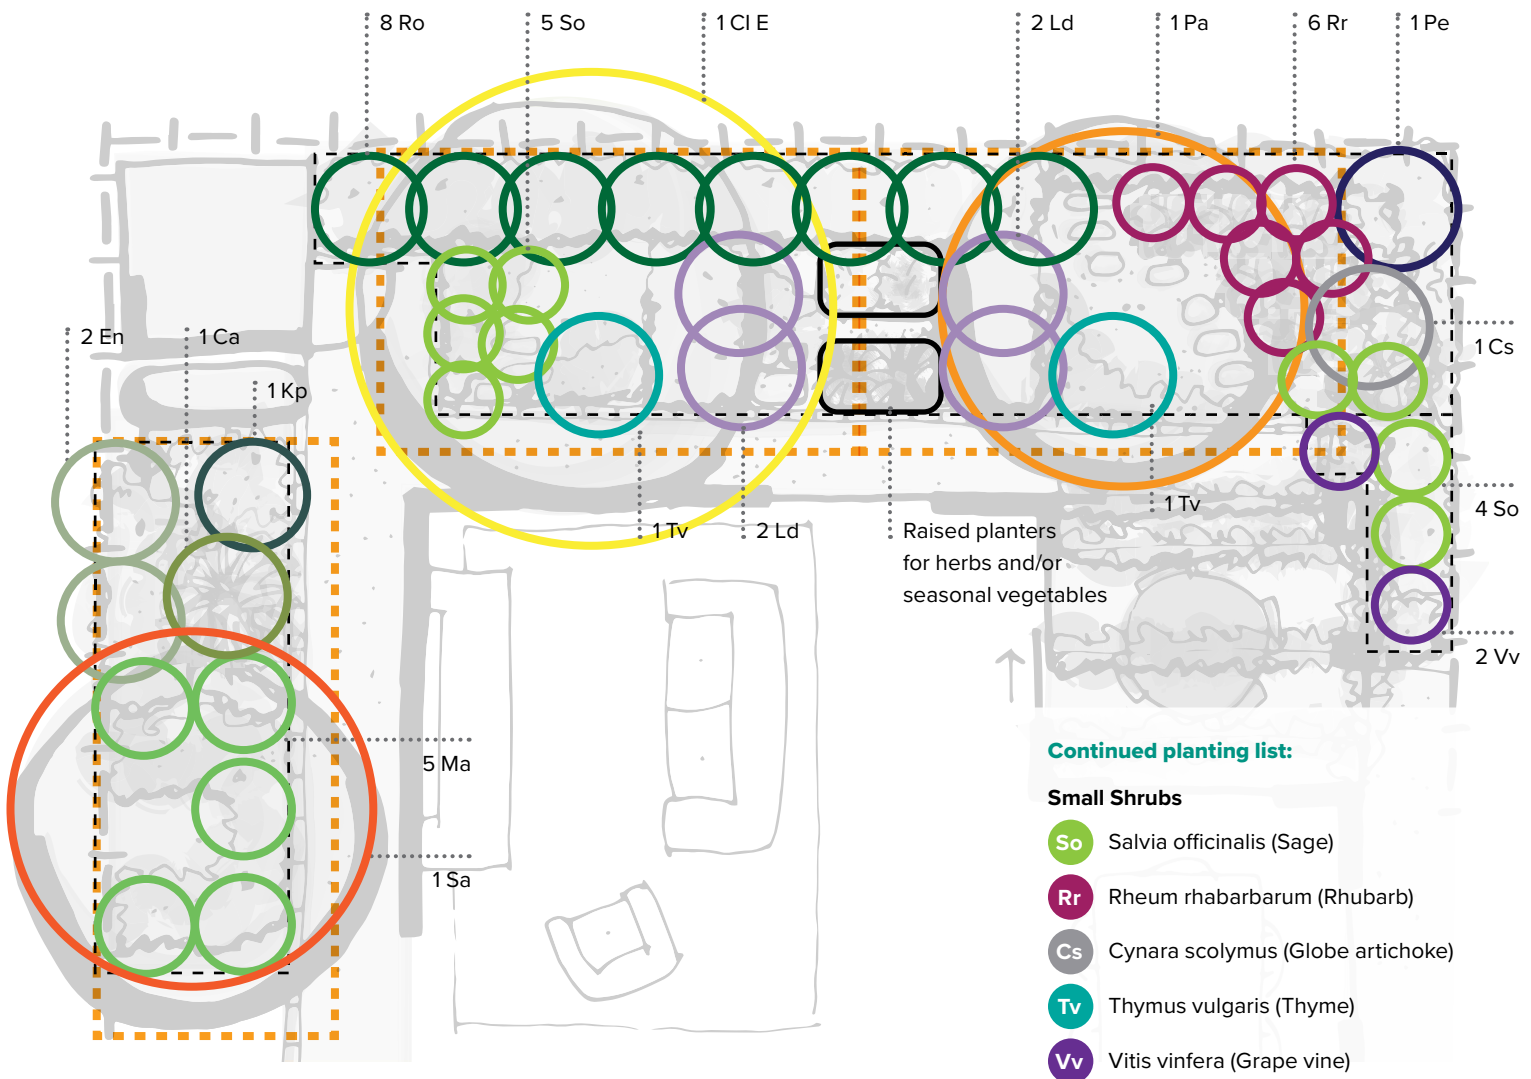 8 Ro
5 So
1 Cl E
2 Ld
1 Pa
6 Rr
1 Pe
2 En
1 Ca
1 Kp
1 Cs
1 Tv
2 Ld
Raised planters
for herbs and/or
seasonal vegetables
1 Tv
4 So
2 Vv
5 Ma
1 Sa
Continued planting list:
Small Shrubs
So Salvia officinalis (Sage)
Rr Rheum rhabarbarum (Rhubarb)
Cs Cynara scolymus (Globe artichoke)
Tv Thymus vulgaris (Thyme)
Vv Vitis vinfera (Grape vine)